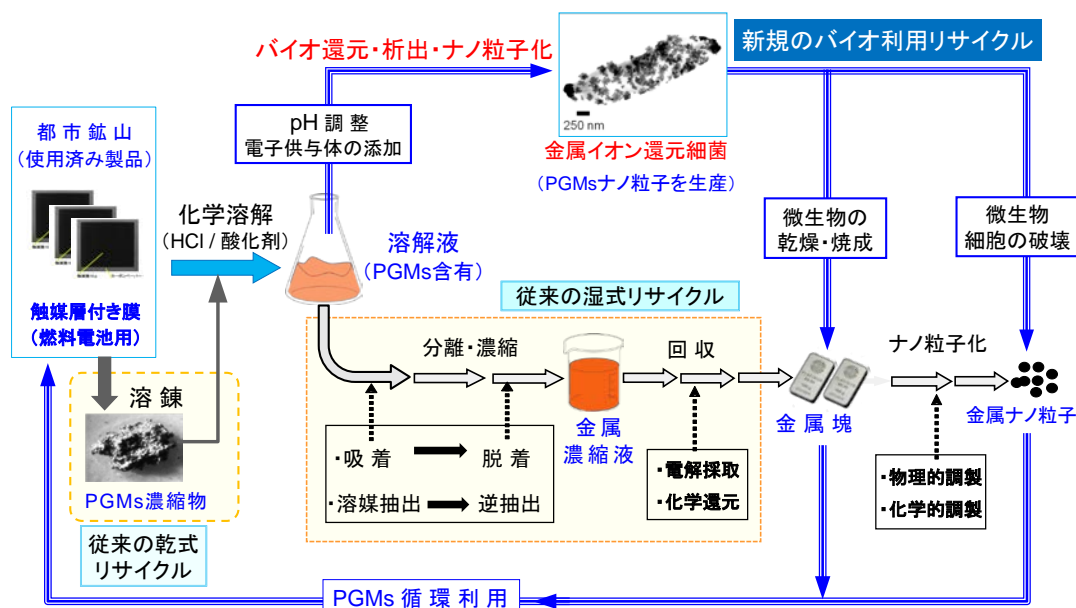 バイオ還元・析出・ナノ粒子化
新規のバイオ利用リサイクル
250 nm
金属イオン還元細菌
(PGMsナノ粒子を生産)
pH 調 整
電子供与体の添加
都 市 鉱 山
(使用済み製品)
触媒層付き膜
(燃料電池用)
化学溶解
(HCl / 酸化剤)
溶解液
(PGMs含有)
微生物の
乾燥・焼成
微生物
細胞の破壊
従来の湿式リサイクル
分離・濃縮
回 収
ナノ粒子化
金属
濃縮液
金 属 塊
金属ナノ粒子
・吸 着
脱 着
・溶媒抽出
逆抽出
・電解採取
・化学還元
・物理的調製
・化学的調製
溶 錬
PGMs濃縮物
従来の乾式
リサイクル
PGMs 循 環 利 用